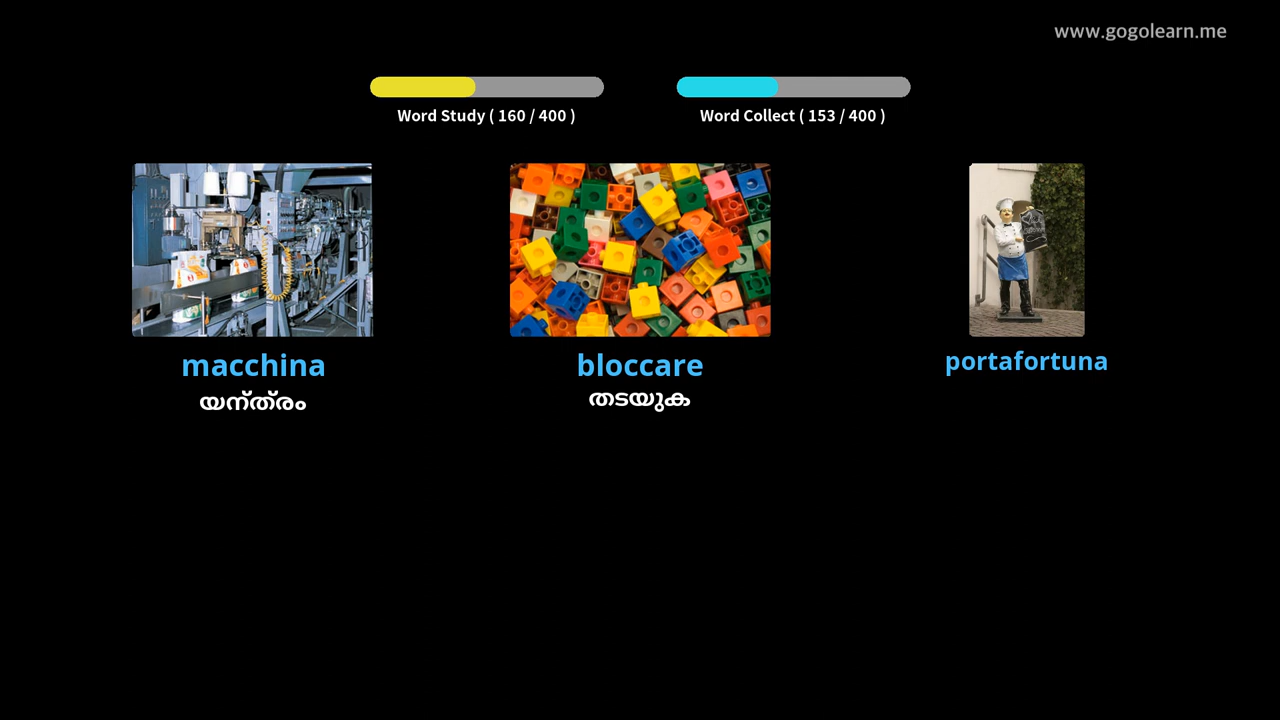 www.gogolearn.me
Word Study ( 160 / 400 )
Word Collect ( 153 / 400 )
macchina
യന്ത്രം
bloccare
തടയുക
portafortuna